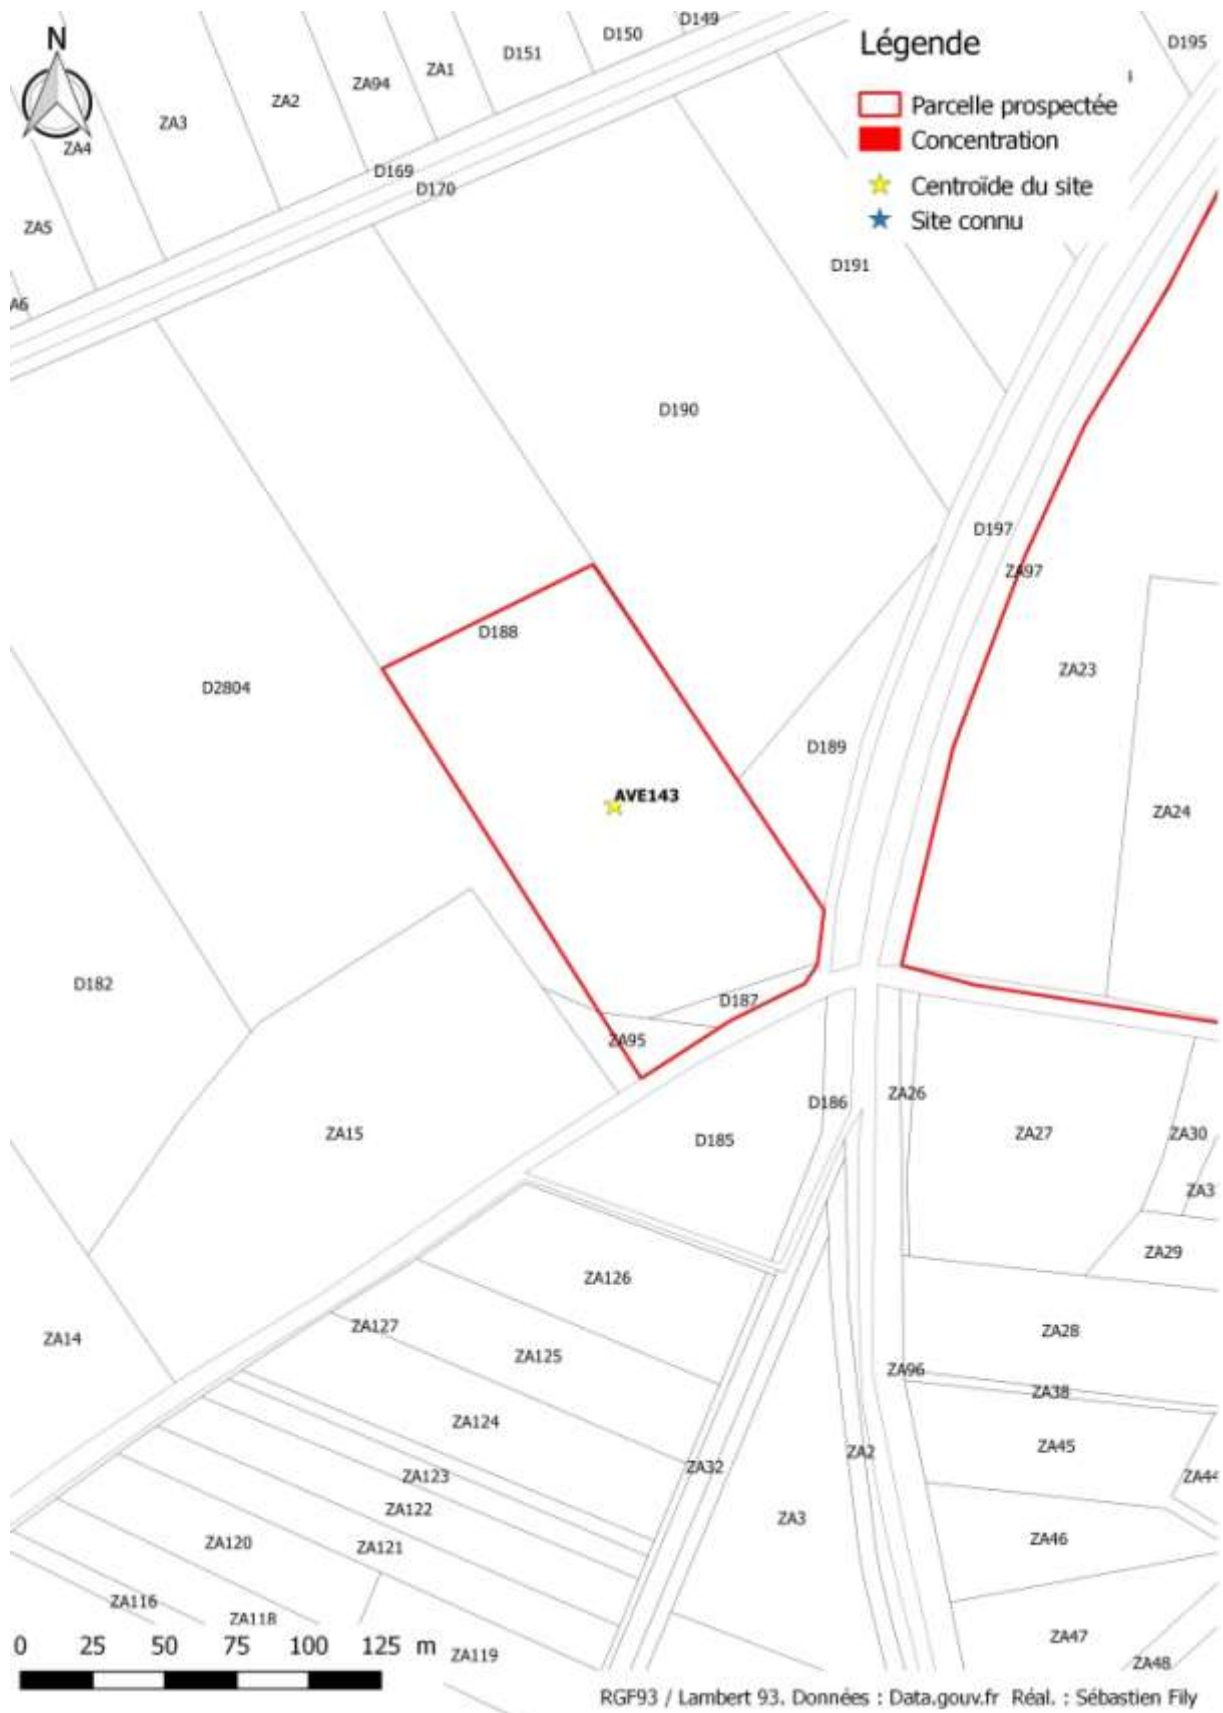 N
D149
D150
D151
ZA1
ZA94
ZA2
ZA3
ZA4
ZA5
D195
Légende
Parcelle prospectée
Concentration
Centroïde du site
Site connu
D169
D170
D191
D190
D197
ZA97
D188
D2804
ZA23
D189
AVE143
ZA24
D182
D187
ZA95
D186
ZA26
D185
ZA15
ZA27
ZA30
ZA3
ZA29
ZA126
ZA14
ZA127
ZA125
ZA28
ZA96
ZA38
ZA124
ZA45
ZA2
ZA32
ZA123
ZA44
ZA122
ZA3
ZA46
ZA120
ZA121
ZA116
ZA118
ZA47
ZA119
ZA48
0 25 50 75 100 125 m
RGF93 / Lambert 93. Données : Data.gouv.fr Réal. : Sébastien Fily